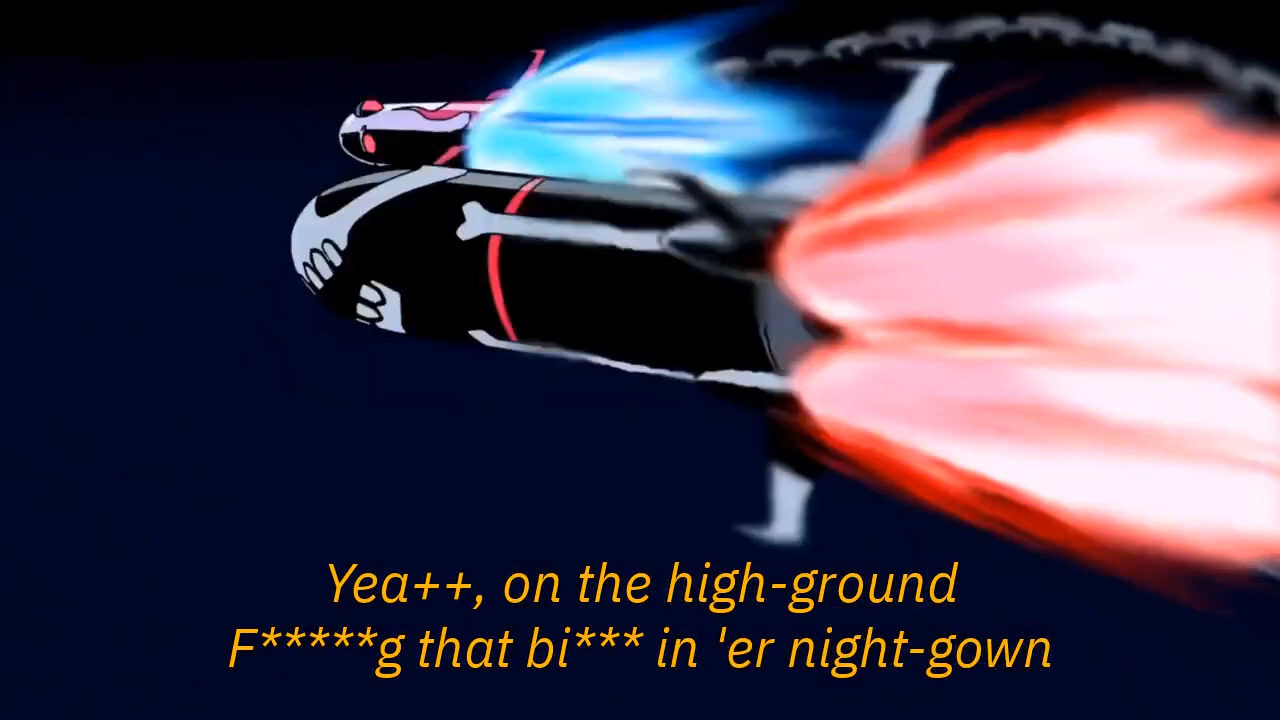 Yea++, on the high-ground
F*****g that bi*** in 'er night-gown